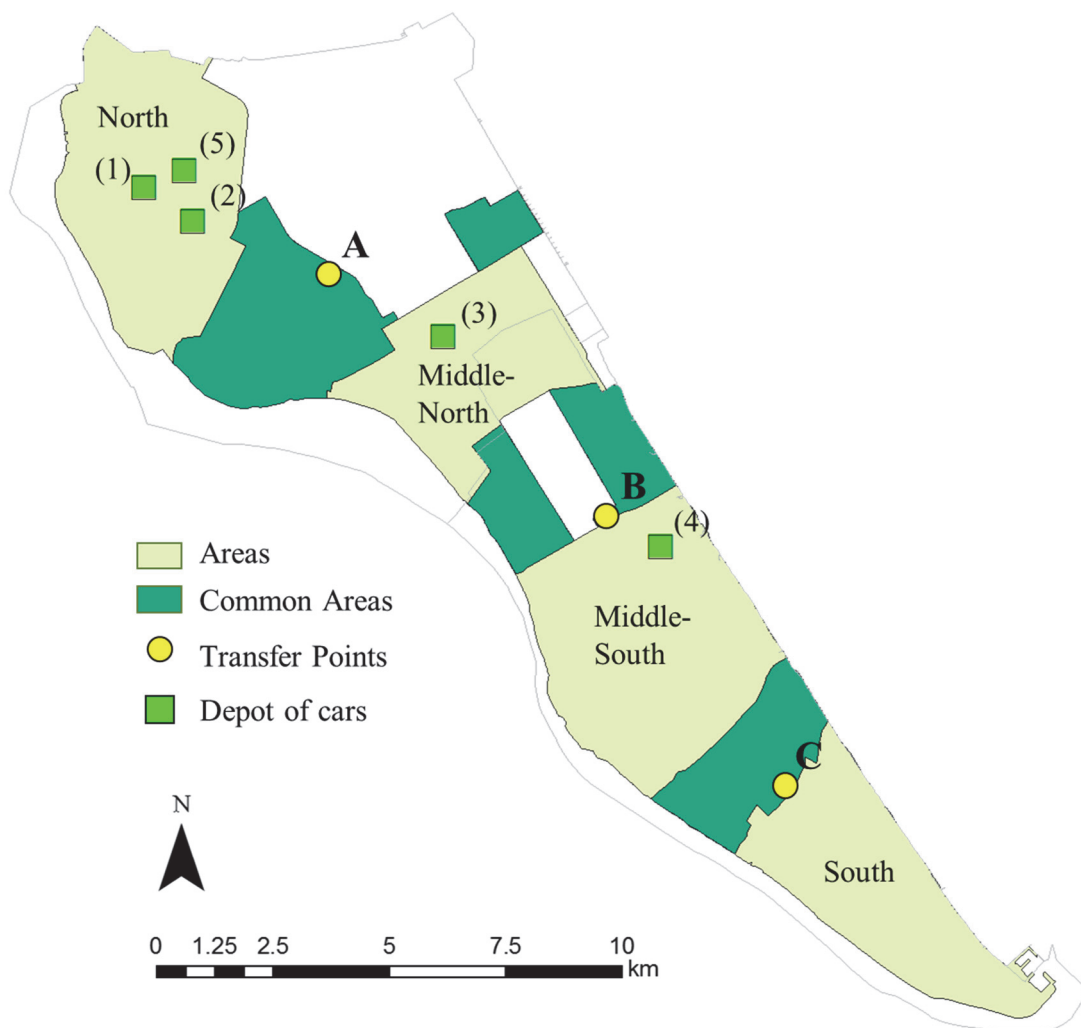 North
(5)
(1)
(2)
A
(3)
Middle-
North
B
(4)
Areas
Common Areas
Transfer Points
Depot of cars
Middle-
South
C
South
N
0 1.25 2.5 5 7.5 10
km